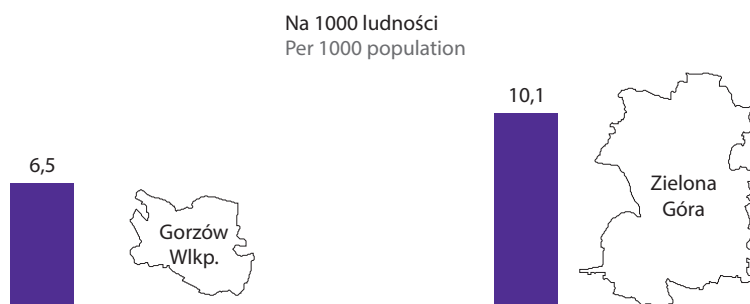 Na 1000 ludności
Per 1000 population
10,1
6,5
Zielona
Góra
Gorzów
Wlkp.